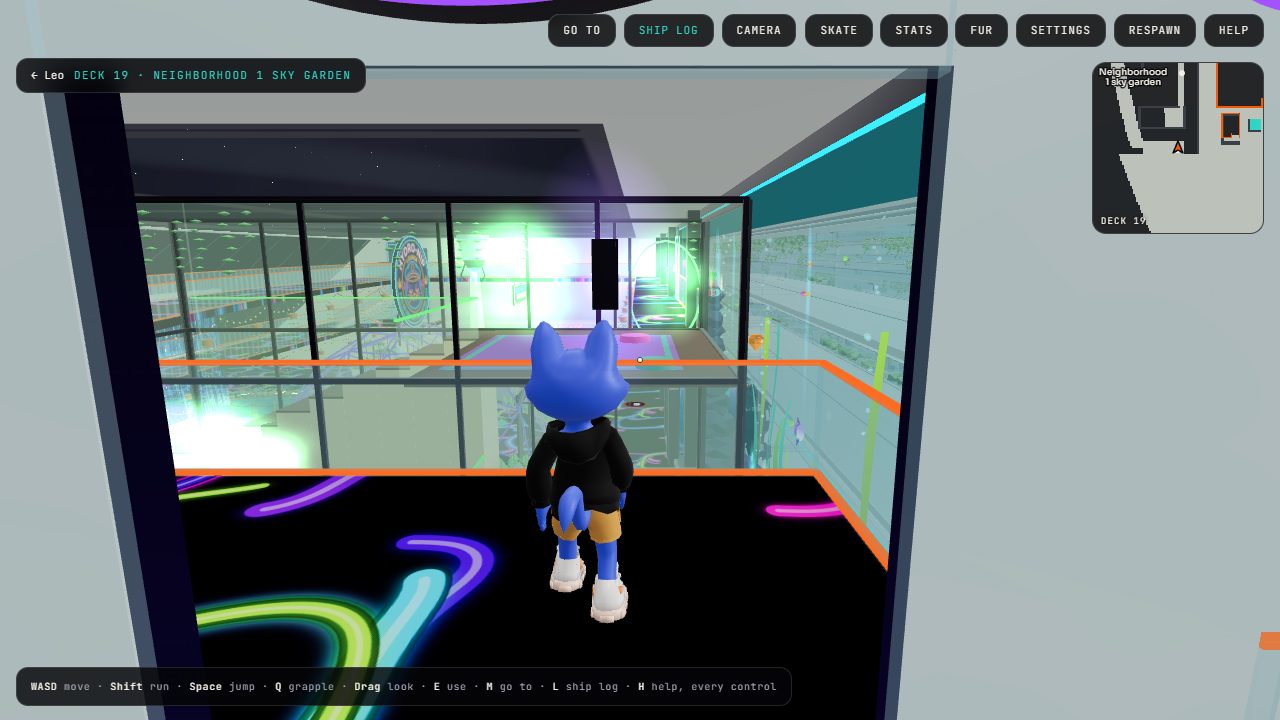 GO TO
SHIP LOG
CAMERA
SKATE
STATS
FUR
SETTINGS
RESPAWN
HELP
← Leo DECK 19 · NEIGHBORHOOD 1 SKY GARDEN
Neighborhood
1 sky garden
DECK 19
WASD move · Shift run · Space jump · Q grapple · Drag look · E use · M go to · L ship log · H help, every control